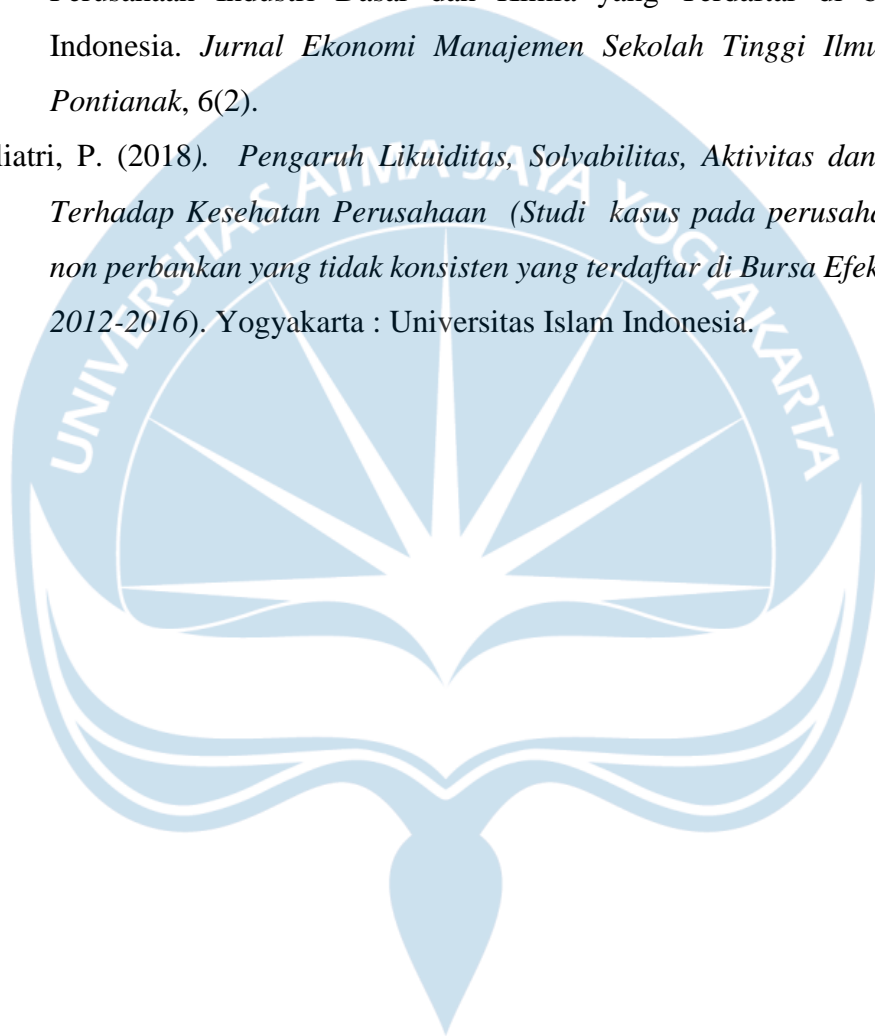 Perusahaan Industri Dasar dan Kimia yang Terdaftar di
Indonesia. Jurnal Ekonomi Manajemen Sekolah Tinggi Ilmu
Pontianak, 6(2).
liatri, P. (2018). Pengaruh Likuiditas, Solvabilitas, Aktivitas dan
Terhadap Kesehatan Perusahaan (Studi kasus pada perusaha
non perbankan yang tidak konsisten yang terdaftar di Bursa Efek
2012-2016). Yogyakarta : Universitas Islam Indonesia.
UNIVERSITAS ATMA JAYA YOGYAKARTA